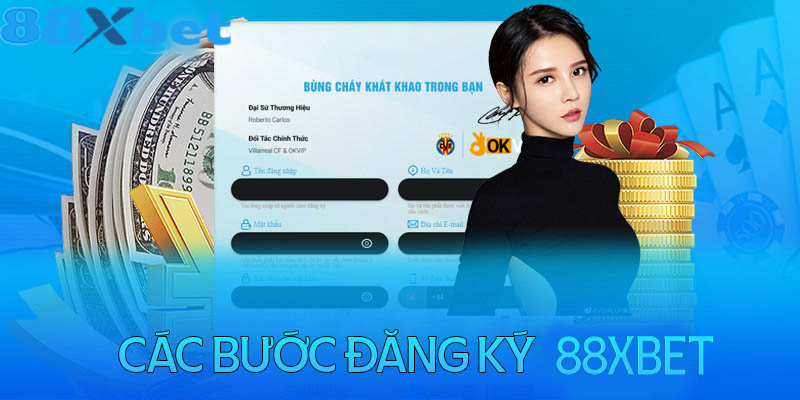 88Xbet
BÙNG CHÁY KHÁT KHAO TRONG BẠN
Đại Sứ Thương Hiệu
Roberto Carlos
Đối Tác Chính Thức
Villarreal CF & OKVIP
OK
Tên đăng nhập
Họ Và Tên
Mật khẩu
Địa chỉ E-mail
+84
CÁC BƯỚC ĐĂNG KÝ 88XBET